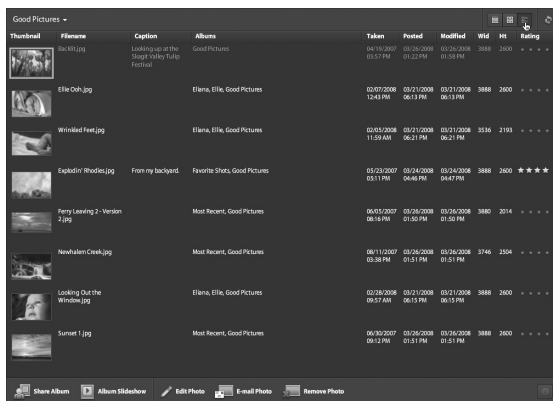 Good Pictures
Thumbnail Filename Caption Albums Taken Posted Modified Wid Ht Rating
Backlit.jpg Looking up at the Good Pictures 04/19/2007 03/26/2008 03/26/2008 3888 2600
Skagit Valley Tulip 03:57 PM 01:22 PM 01:58 PM
Festival
Ellie Ooh.jpg Eliana, Ellie, Good Pictures 02/07/2008 03/21/2008 03/21/2008 3888 2600
12:43 PM 06:13 PM 06:13 PM
Wrinkled Feet.jpg Eliana, Ellie, Good Pictures 02/05/2008 03/21/2008 03/21/2008 3536 2193
11:59 AM 06:21 PM 06:21 PM
Explodin' Rhodies.jpg From my backyard. Favorite Shots, Good Pictures 05/23/2007 03/24/2008 03/24/2008 3888 2600
05:11 PM 04:46 PM 04:47 PM
Ferry Leaving 2 - Version Most Recent, Good Pictures 06/05/2007 03/26/2008 03/26/2008 3880 2014
2.jpg 08:16 PM 01:50 PM 01:50 PM
Newhalem Creek.jpg Most Recent, Good Pictures 08/11/2007 03/26/2008 03/26/2008 3746 2504
03:38 PM 01:51 PM 01:51 PM
Looking Out the Eliana, Ellie, Good Pictures 02/28/2008 03/21/2008 03/21/2008 3888 2600
Window.jpg 09:57 AM 06:15 PM 06:15 PM
Sunset 1.jpg Most Recent, Good Pictures 06/30/2007 03/26/2008 03/26/2008 3888 2600
09:12 PM 01:51 PM 01:51 PM
Share Album Album Slideshow Edit Photo E-mail Photo Remove Photo